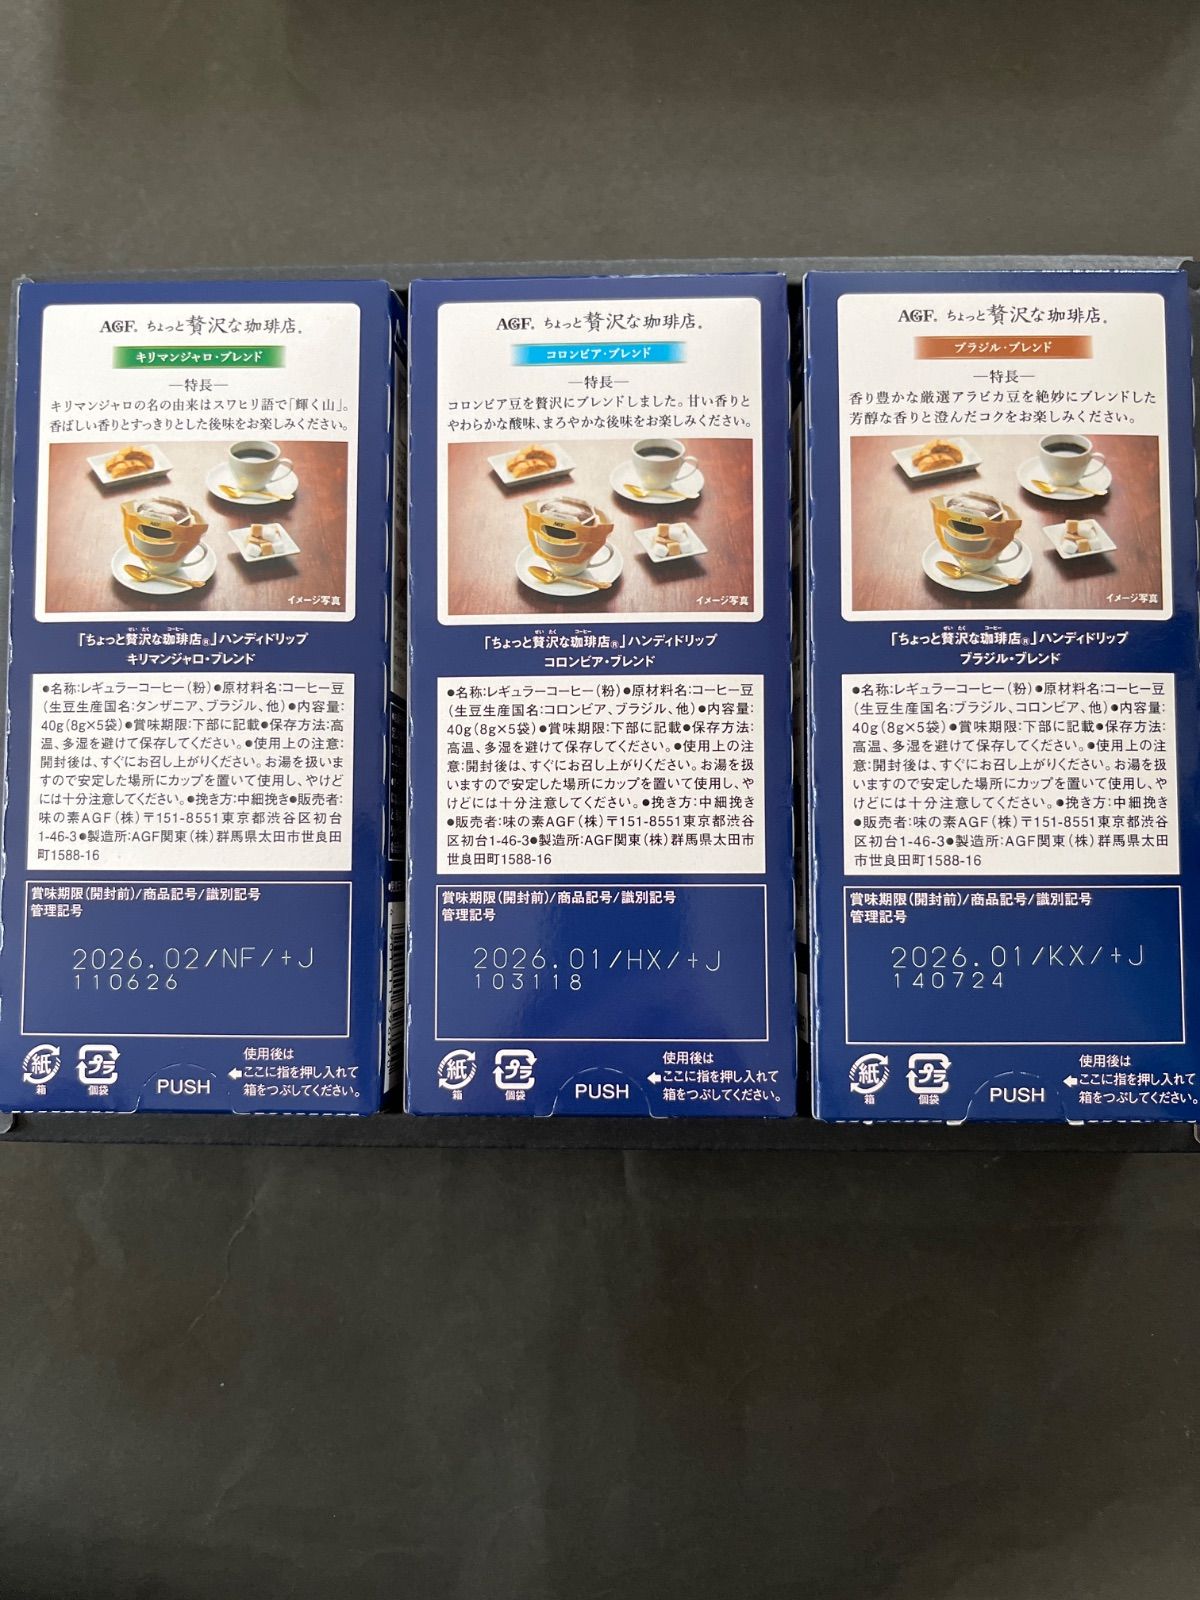 AGF® ちょっと贅沢な珈琲店®
キリマンジャロ・ブレンド
―特長―
キリマンジャロの名の由来はスワヒリ語で「輝く山」。
香ばしい香りとすっきりとした後味をお楽しみください。
AGF
イメージ写真
「ちょっと贅沢な珈琲店®」ハンディドリップ
キリマンジャロ・ブレンド
●名称:レギュラーコーヒー(粉)●原材料名:コーヒー豆
(生豆生産国名:タンザニア、ブラジル、他)●内容量:
40g(8g×5袋)●賞味期限:下部に記載●保存方法:高
温、多湿を避けて保存してください。●使用上の注意:
開封後は、すぐにお召し上がりください。お湯を扱いま
すので安定した場所にカップを置いて使用し、やけど
には十分注意してください。●挽き方:中細挽き●販売者:
味の素AGF(株)〒151-8551東京都渋谷区初台
1-46-3●製造所:AGF関東(株)群馬県太田市世良田
町1588-16
賞味期限(開封前)/商品記号/識別記号
管理記号
2026.02/NF/+J
110626
紙
箱
プラ
個袋
PUSH
使用後は
ここに指を押し入れて
箱をつぶしてください。
AGF® ちょっと贅沢な珈琲店®
コロンビア・ブレンド
―特長―
コロンビア豆を贅沢にブレンドしました。甘い香りと
やわらかな酸味、まろやかな後味をお楽しみください。
AGF
イメージ写真
ぜいたく コーヒー
「ちょっと贅沢な珈琲店®」ハンディドリップ
コロンビア・ブレンド
●名称:レギュラーコーヒー(粉)●原材料名:コーヒー豆
(生豆生産国名:コロンビア、ブラジル、他)●内容量:
40g(8g×5袋)●賞味期限:下部に記載●保存方法:
高温、多湿を避けて保存してください。●使用上の注
意:開封後は、すぐにお召し上がりください。お湯を扱
いますので安定した場所にカップを置いて使用し、や
けどには十分注意してください。●挽き方:中細挽き
●販売者:味の素AGF(株)〒151-8551東京都渋谷
区初台1-46-3●製造所:AGF関東(株)群馬県太田市
世良田町1588-16
賞味期限(開封前)/商品記号/識別記号
管理記号
2026.01/HX/+J
103118
紙
箱
プラ
個袋
PUSH
使用後は
ここに指を押し入れて
箱をつぶしてください。
AGF® ちょっと贅沢な珈琲店®
ブラジル・ブレンド
―特長―
香り豊かな厳選アラビカ豆を絶妙にブレンドした
芳醇な香りと澄んだコクをお楽しみください。
AGF
イメージ写真
ぜいたく コーヒー
「ちょっと贅沢な珈琲店®」ハンディドリップ
ブラジル・ブレンド
●名称:レギュラーコーヒー(粉)●原材料名:コーヒー豆
(生豆生産国名:ブラジル、コロンビア、他)●内容量:
40g(8g×5袋)●賞味期限:下部に記載●保存方法:
高温、多湿を避けて保存してください。●使用上の注
意:開封後は、すぐにお召し上がりください。お湯を扱
いますので安定した場所にカップを置いて使用し、や
けどには十分注意してください。●挽き方:中細挽き
●販売者:味の素AGF(株)〒151-8551東京都渋谷
区初台1-46-3●製造所:AGF関東(株)群馬県太田
市世良田町1588-16
賞味期限(開封前)/商品記号/識別記号
管理記号
2026.01/KX/+J
140724
紙
箱
プラ
個袋
PUSH
使用後は
ここに指を押し入れて
箱をつぶしてください。